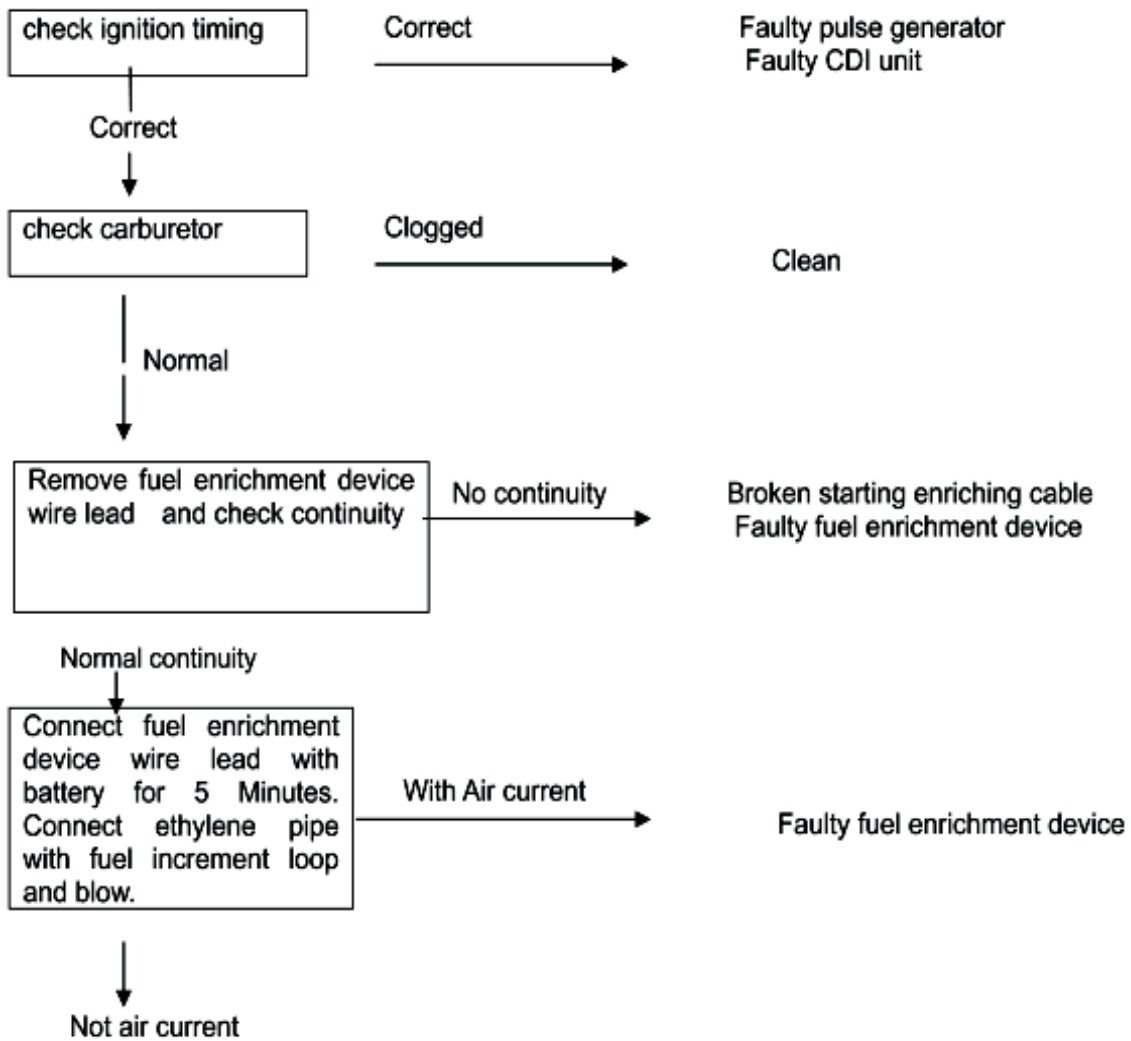 check ignition timing
Correct
Faulty pulse generator
Faulty CDI unit
Correct
check carburetor
Clogged
Clean
Normal
Remove fuel enrichment device
wire lead and check continuity
No continuity
Broken starting enriching cable
Faulty fuel enrichment device
Normal continuity
Connect fuel enrichment
device wire lead with
battery for 5 Minutes.
Connect ethylene pipe
with fuel increment loop
and blow.
With Air current
Faulty fuel enrichment device
Not air current